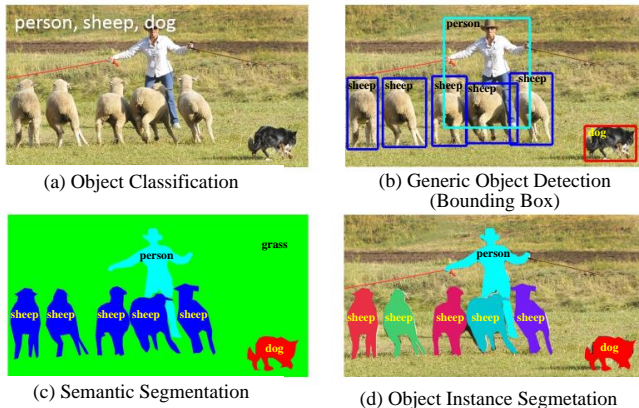 person, sheep, dog
(a) Object Classification
person
sheep
sheep
sheep
sheep
sheep
dog
(b) Generic Object Detection
(Bounding Box)
grass
person
sheep
sheep
sheep
sheep
sheep
dog
(c) Semantic Segmentation
person
sheep
sheep
sheep
sheep
sheep
dog
(d) Object Instance Segmetation